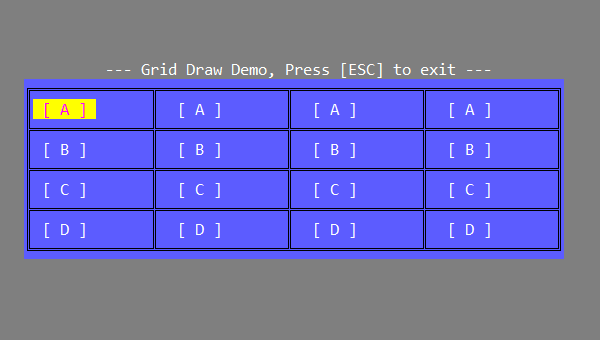 --- Grid Draw Demo, Press [ESC] to exit ---
[ A ] [ A ] [ A ] [ A ]
[ B ] [ B ] [ B ] [ B ]
[ C ] [ C ] [ C ] [ C ]
[ D ] [ D ] [ D ] [ D ]